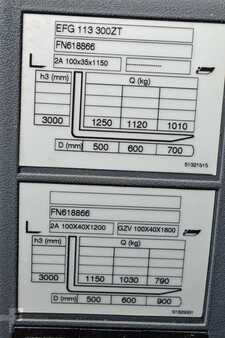 EFG 113 300ZT
FN618866
2A 100x35x1150 ------------
h3 (mm) Q (kg)
3000 1250 1120 1010
D (mm) 500 600 700
51321515
FN618866
2A 100X40X1200 GZV 100X40X1800
h3 (mm) Q (kg)
3000 1150 1030 790
D (mm) 500 600 900